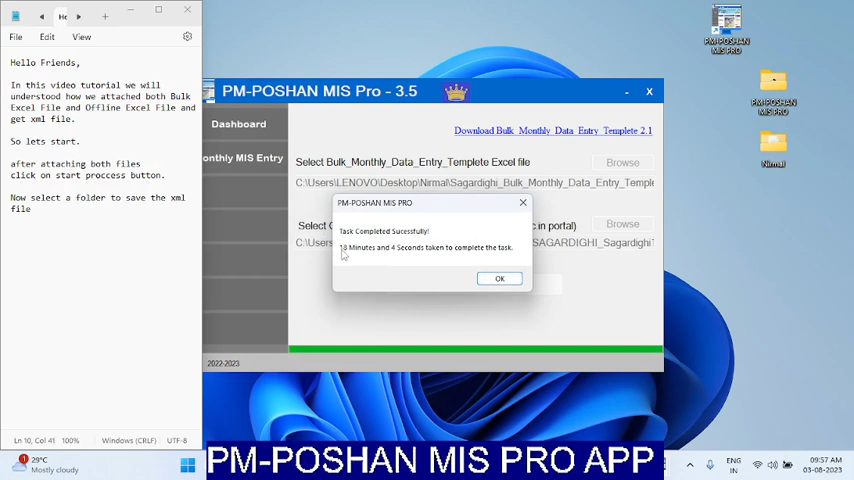 Hc
File Edit View
Hello Friends,
In this video tutorial we will
understood how we attached both Bulk
Excel File and Offline Excel File and
get xml file.
So lets start.
after attaching both files
click on start proccess button.
Now select a folder to save the xml
file
Ln 10, Col 41 100% Windows (CRLF) UTF-8
PM-POSHAN MIS Pro - 3.5
- X
Dashboard
onthly MIS Entry
2022-2023
Download Bulk_Monthly_Data_Entry_Templete 2.1
Select Bulk_Monthly_Data_Entry_Templete Excel file
Browse
C:\Users\LENOVO\Desktop\Nirmal\Sagardighi_Bulk_Monthly_Data_Entry_Temple
.in portal)
Browse
C:\Users
SAGARDIGHI_Sagardighi
PM-POSHAN MIS PRO
Task Completed Sucessfully!
18 Minutes and 4 Seconds taken to complete the task.
OK
PM-POSHAN
MIS PRO
PM-POSHAN
MIS PRO
Nirmal
1
29°C
Mostly cloudy
PM-POSHAN MIS PRO APP
ENG
IN
09:57 AM
03-08-2023